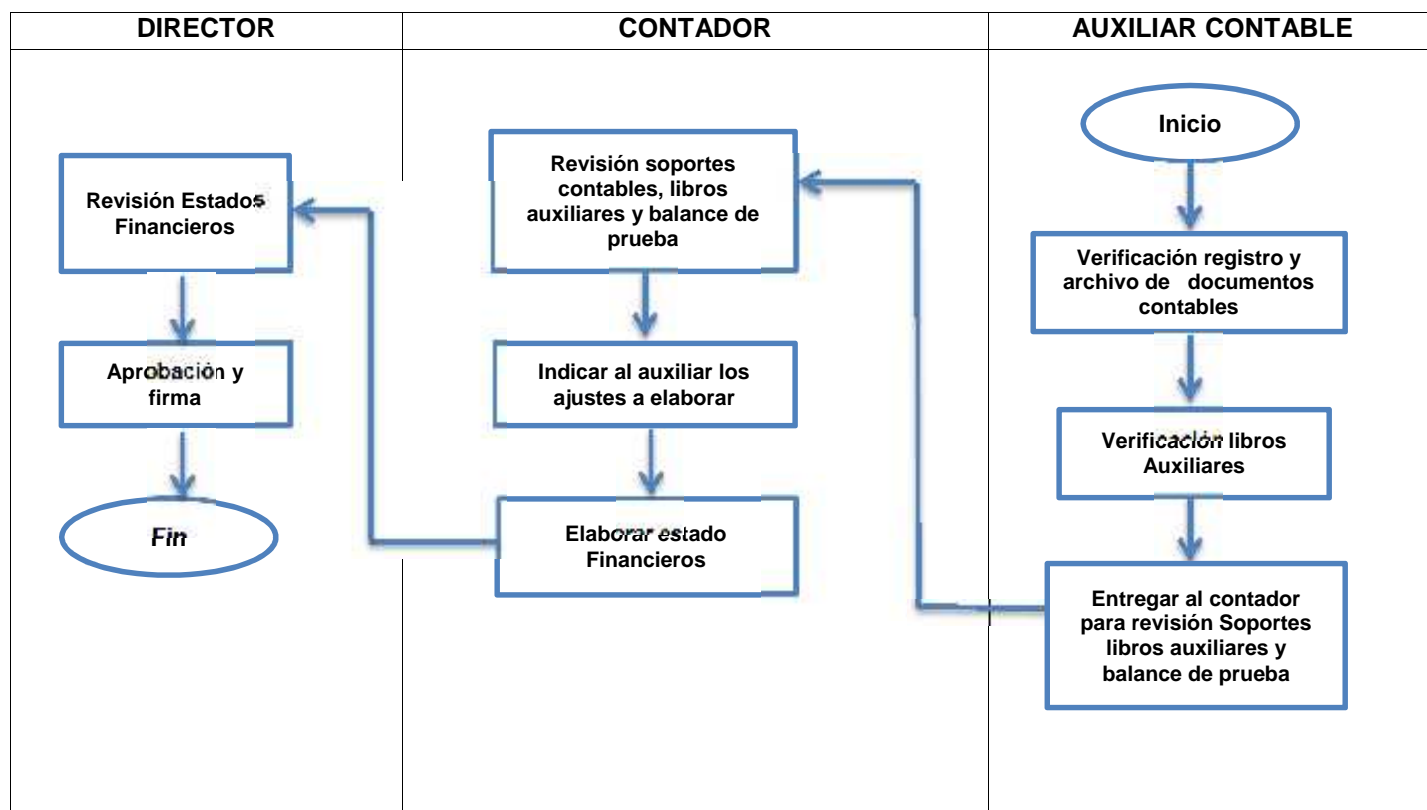 DIRECTOR
CONTADOR
AUXILIAR CONTABLE
Inicio
Verificación registro y
archivo de documentos
contables
Verificación libros
Auxiliares
Entregar al contador
para revisión Soportes
libros auxiliares y
balance de prueba
Revisión soportes
contables, libros
auxiliares y balance de
prueba
Indicar al auxiliar los
ajustes a elaborar
Elaborar estado
Financieros
Revisión Estados
Financieros
Aprobación y
firma
Fin